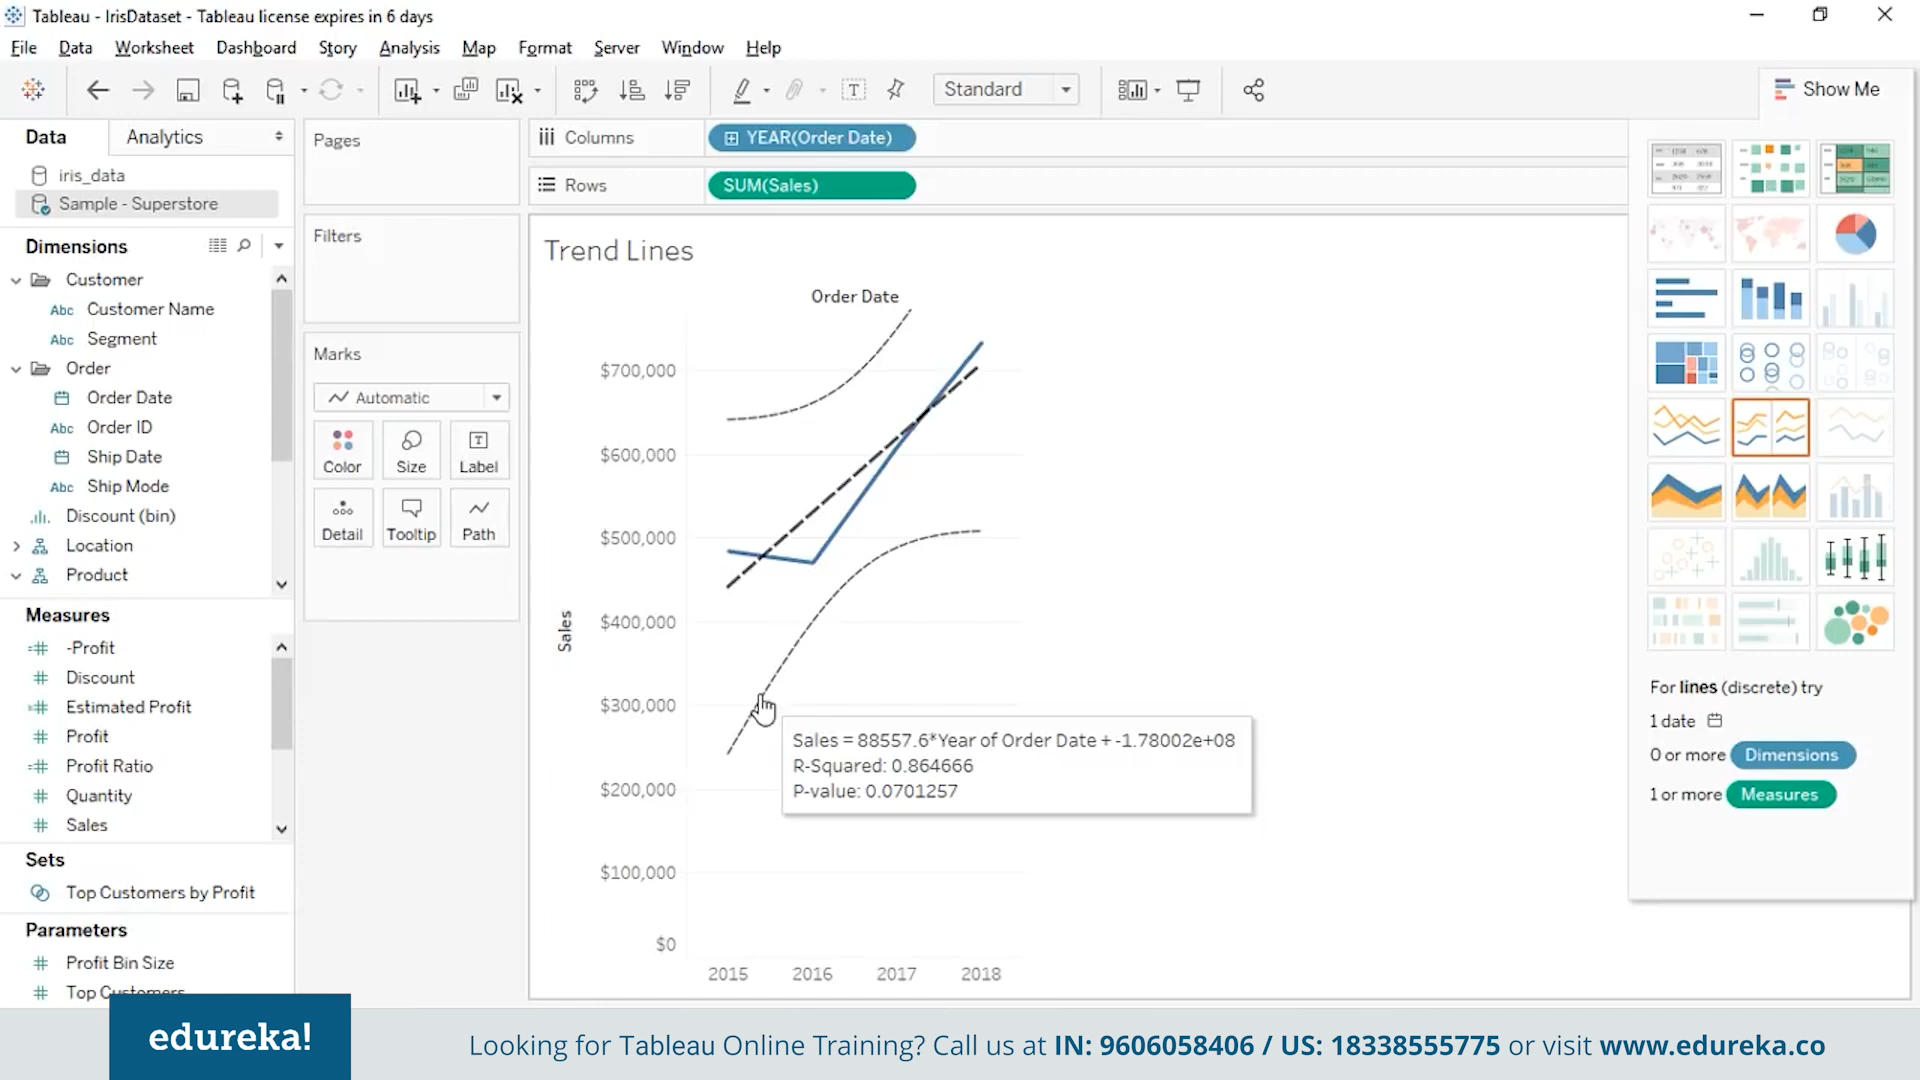 Tableau - IrisDataset - Tableau license expires in 6 days
File Data Worksheet Dashboard Story Analysis Map Format Server Window Help
Standard
Show Me
Data
Analytics
iris_data
Sample - Superstore
Dimensions
Customer
Abc Customer Name
Abc Segment
Order
Order Date
Abc Order ID
Ship Date
Abc Ship Mode
Discount (bin)
Location
Product
Measures
-Profit
Discount
Estimated Profit
Profit
Profit Ratio
Quantity
Sales
Sets
Top Customers by Profit
Parameters
Profit Bin Size
Top Customers
Pages
Filters
Marks
Automatic
Color
Size
Label
Detail
Tooltip
Path
Columns
YEAR(Order Date)
Rows
SUM(Sales)
Trend Lines
Order Date
$700,000
$600,000
$500,000
$400,000
$300,000
$200,000
$100,000
$0
Sales
2015 2016 2017 2018
Sales = 88557.6*Year of Order Date + -1.78002e+08
R-Squared: 0.864666
P-value: 0.0701257
For lines (discrete) try
1 date
0 or more Dimensions
1 or more Measures
edureka!
Looking for Tableau Online Training? Call us at IN: 9606058406 / US: 18338555775 or visit www.edureka.co